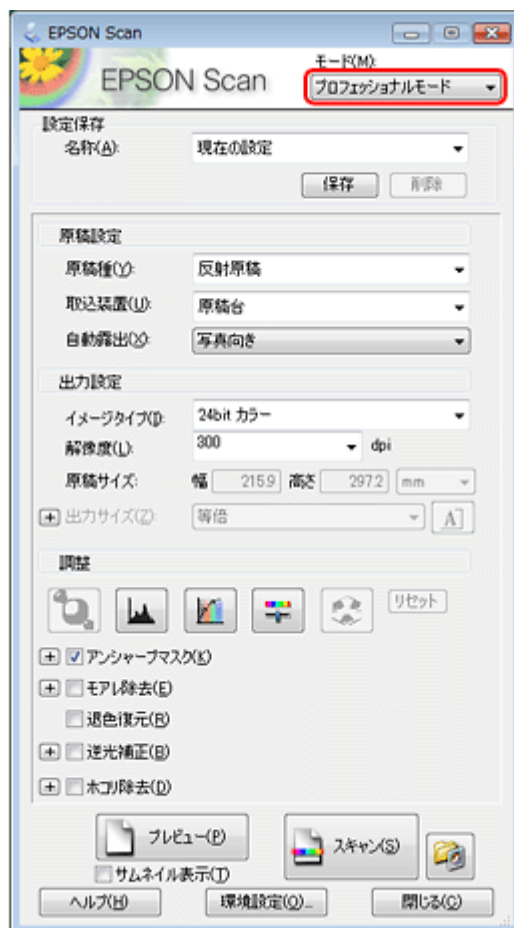 EPSON Scan
EPSON Scan
モード(M):
プロフェッショナルモード
設定保存
名称(A):
現在の設定
保存
削除
原稿設定
原稿種(Y):
反射原稿
取込装置(U):
原稿台
自動露出(X):
写真向き
出力設定
イメージタイプ(I):
24bit カラー
解像度(L):
300
dpi
原稿サイズ:
幅 215.9 高さ 297.2 mm
出力サイズ(Z):
等倍
A
調整
リセット
アンシャープマスク(K)
モアレ除去(E)
退色復元(R)
逆光補正(B)
ホコリ除去(D)
プレビュー(P)
スキャン(S)
サムネイル表示(T)
ヘルプ(H)
環境設定(O)...
閉じる(C)